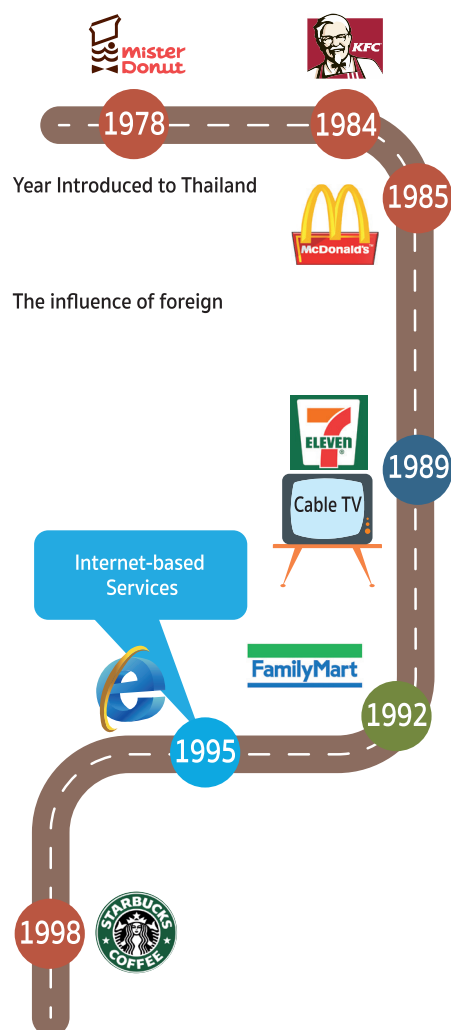 mister
Donut
KFC
1978
1984
Year Introduced to Thailand
1985
McDonald's™
The influence of foreign
7
ELEVEN®
1989
Cable TV
Internet-based
Services
e
FamilyMart
1992
1995
1998
STARBUCKS
COFFEE